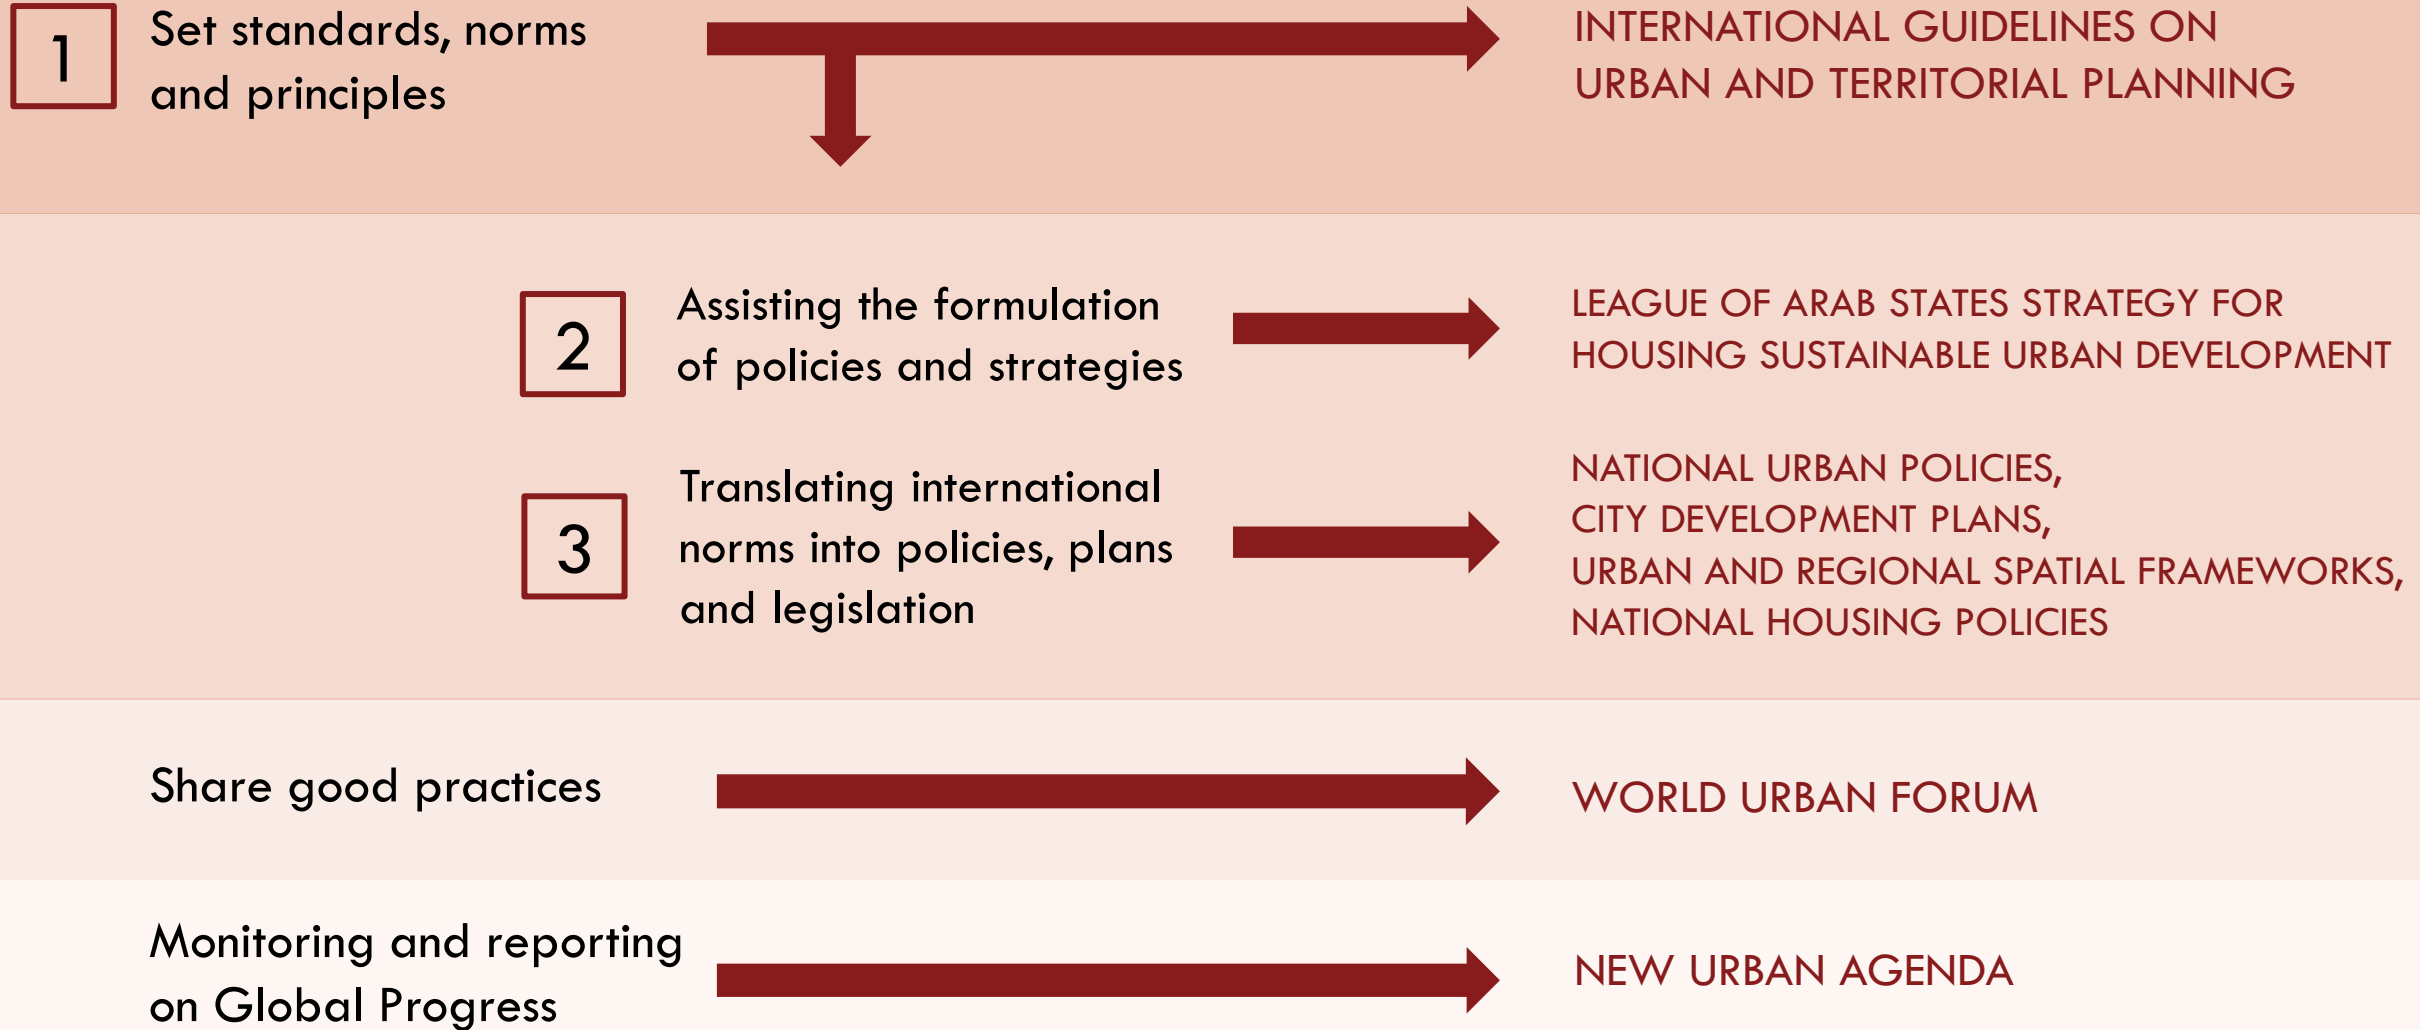 1
Set standards, norms
and principles
INTERNATIONAL GUIDELINES ON
URBAN AND TERRITORIAL PLANNING
2
Assisting the formulation
of policies and strategies
LEAGUE OF ARAB STATES STRATEGY FOR
HOUSING SUSTAINABLE URBAN DEVELOPMENT
3
Translating international
norms into policies, plans
and legislation
NATIONAL URBAN POLICIES,
CITY DEVELOPMENT PLANS,
URBAN AND REGIONAL SPATIAL FRAMEWORKS,
NATIONAL HOUSING POLICIES
Share good practices
WORLD URBAN FORUM
Monitoring and reporting
on Global Progress
NEW URBAN AGENDA